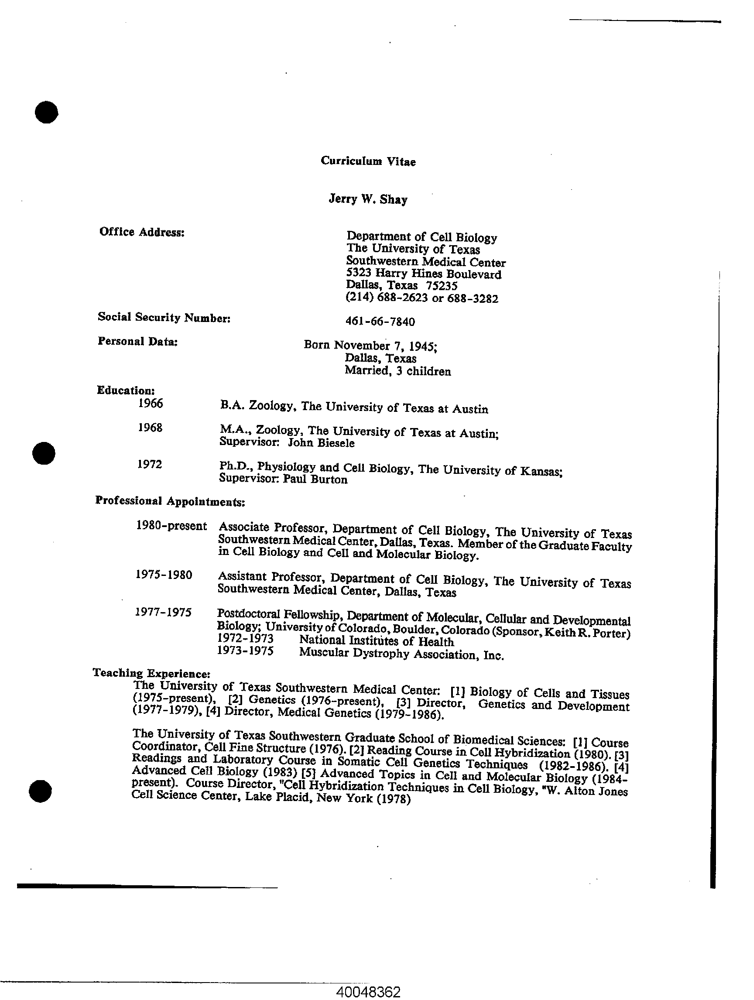 Curriculum Vitae
Jerry W. Shay
Office Address:
Department of Cell Biology
The University of Texas
Southwestern Medical Center
5323 Harry Hines Boulevard
Dallas, Texas 75235
(214) 688-2623 or 688-3282
Social Security Number: 461-66-7840
Personal Data: Born November 7, 1945;
Dallas, Texas
Married, 3 children
Education:
1966 B.A. Zoology, The University of Texas at Austin
1968 M.A., Zoology, The University of Texas at Austin;
Supervisor: John Biesele
1972 Ph.D., Physiology and Cell Biology, The University of Kansas;
Supervisor: Paul Burton
Professional Appointments:
1980-present Associate Professor, Department of Cell Biology, The University of Texas
Southwestern Medical Center, Dallas, Texas. Member of the Graduate Faculty
in Cell Biology and Cell and Molecular Biology.
1975-1980 Assistant Professor, Department of Cell Biology, The University of Texas
Southwestern Medical Center, Dallas, Texas
1977-1975 Postdoctoral Fellowship, Department of Molecular, Cellular and Developmental
Biology; University of Colorado, Boulder, Colorado (Sponsor, Keith R. Porter)
1972-1973 National Institutes of Health
1973-1975 Muscular Dystrophy Association, Inc.
Teaching Experience:
The University of Texas Southwestern Medical Center: [1] Biology of Cells and Tissues
(1975-present), [2] Genetics (1976-present), [3] Director, Genetics and Development
(1977-1979), [4] Director, Medical Genetics (1979-1986).
The University of Texas Southwestern Graduate School of Biomedical Sciences: [1] Course
Coordinator, Cell Fine Structure (1976). [2] Reading Course in Cell Hybridization (1980). [3]
Readings and Laboratory Course in Somatic Cell Genetics Techniques (1982-1986). [4]
Advanced Cell Biology (1983) [5] Advanced Topics in Cell and Molecular Biology (1984-
present). Course Director, "Cell Hybridization Techniques in Cell Biology, "W. Alton Jones
Cell Science Center, Lake Placid, New York (1978)
40048362